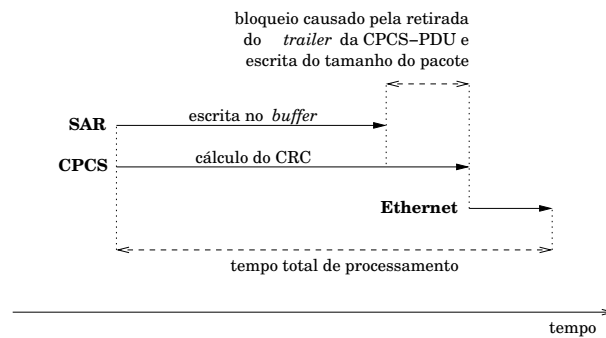 bloqueio causado pela retirada
do trailer da CPCS−PDU e
escrita do tamanho do pacote
escrita no buffer
SAR
cálculo do CRC
CPCS
Ethernet
tempo total de processamento
tempo